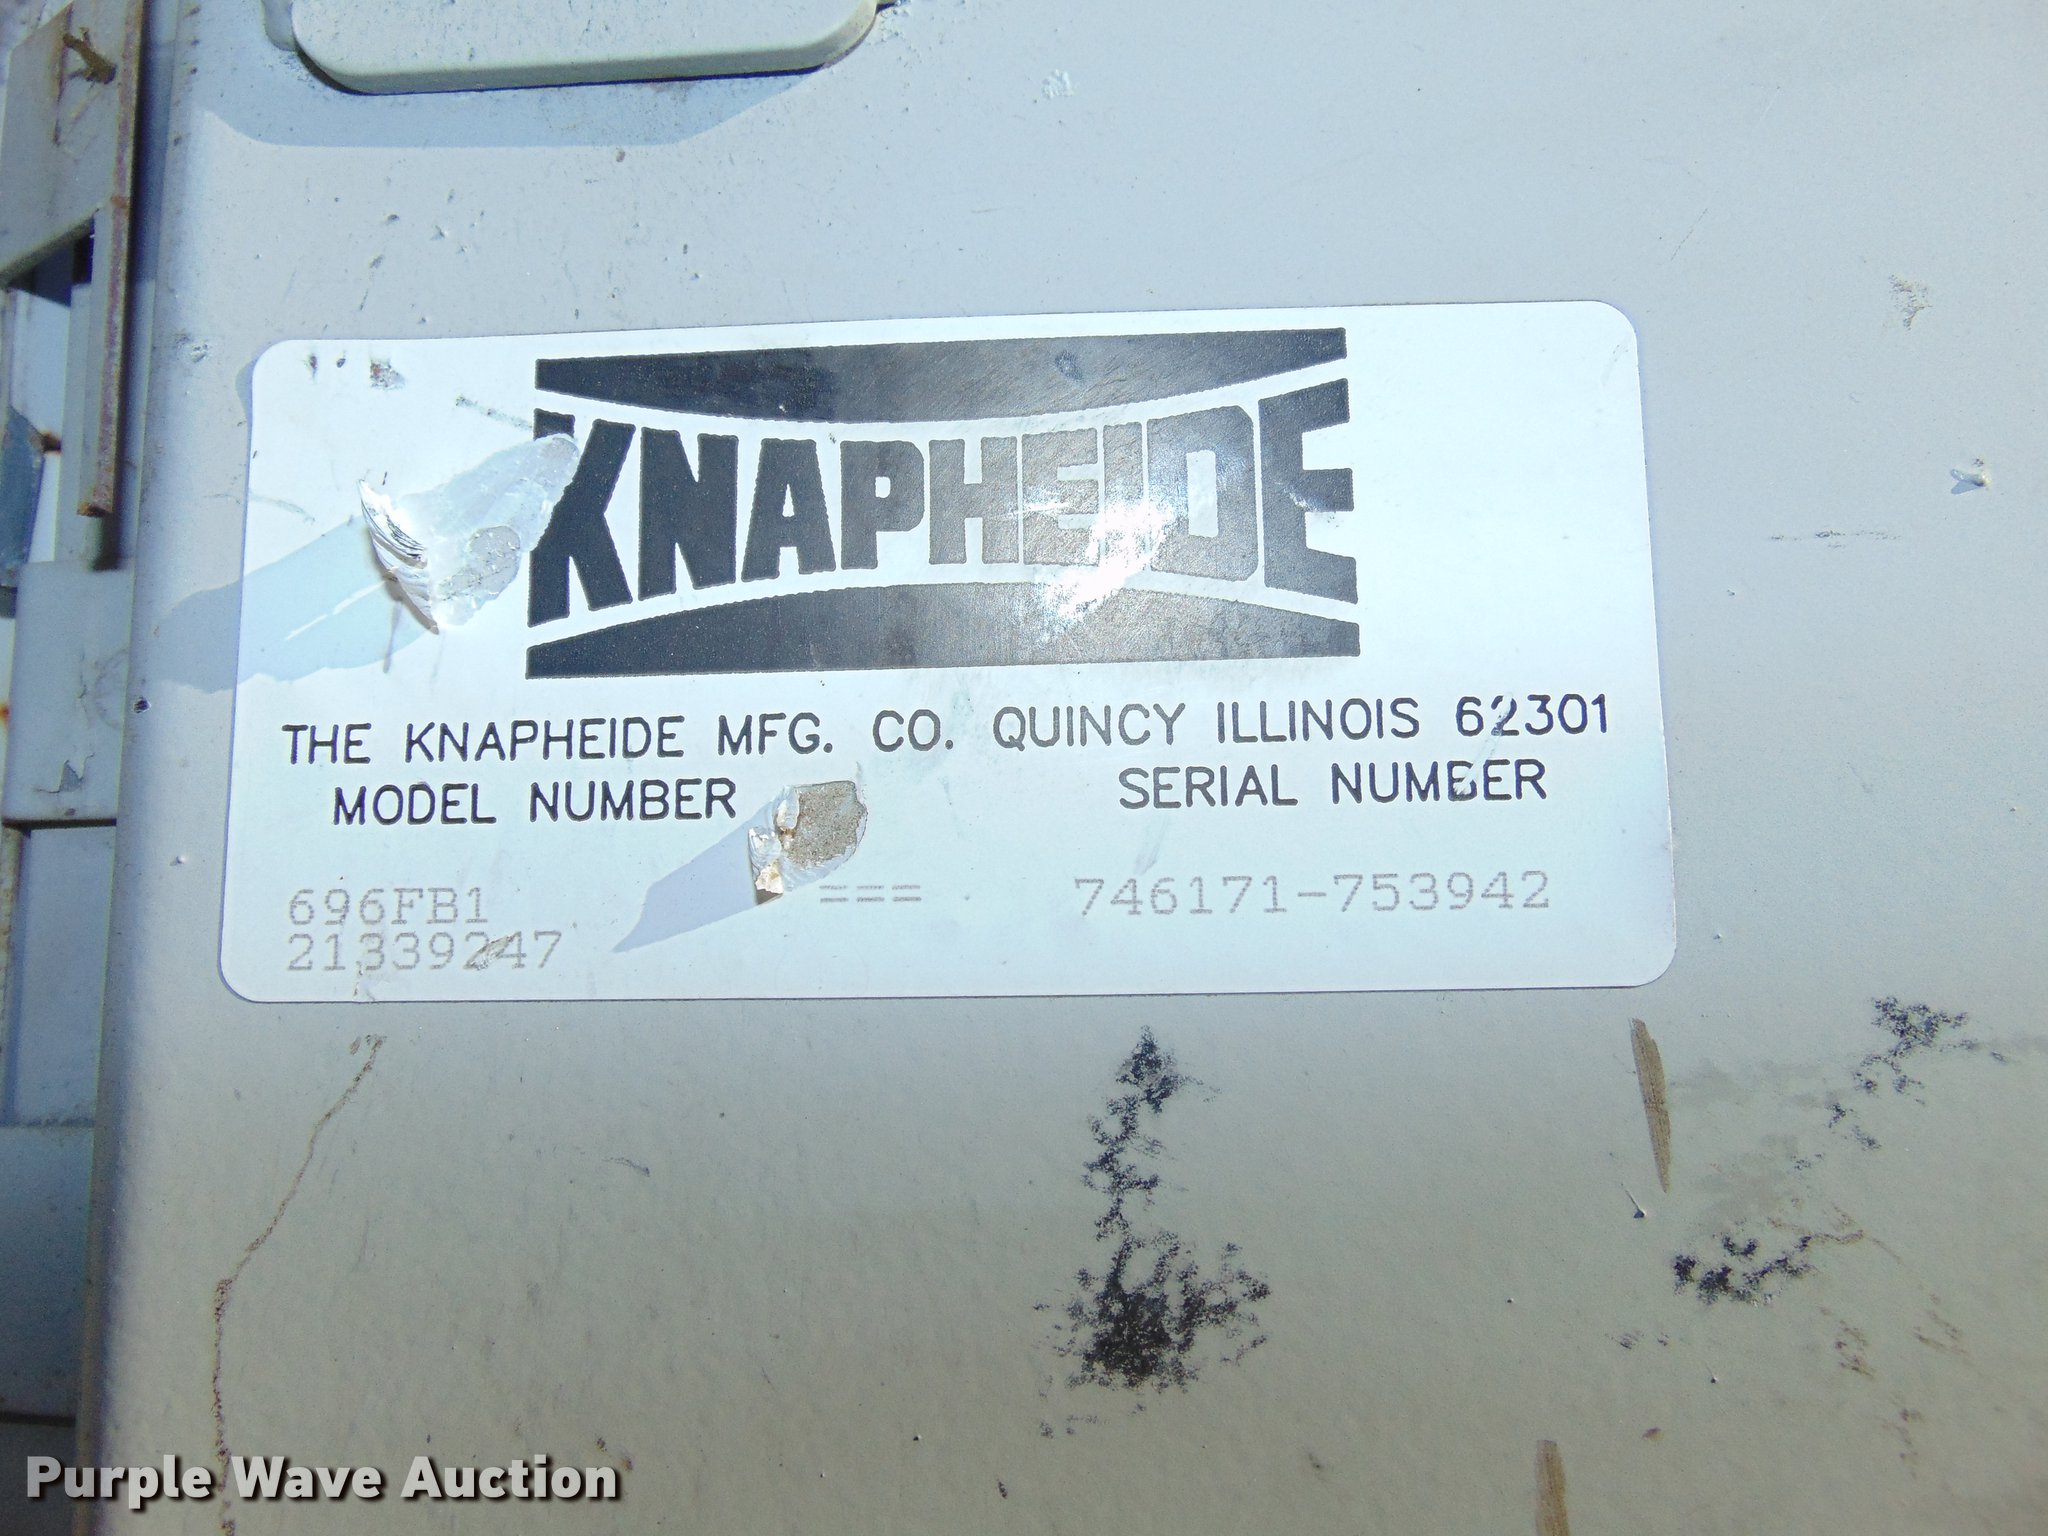 KNAPHEIDE
THE KNAPHEIDE MFG. CO. QUINCY ILLINOIS 62301
MODEL NUMBER SERIAL NUMBER
696FB1 === 746171-753942
21339247
Purple Wave Auction